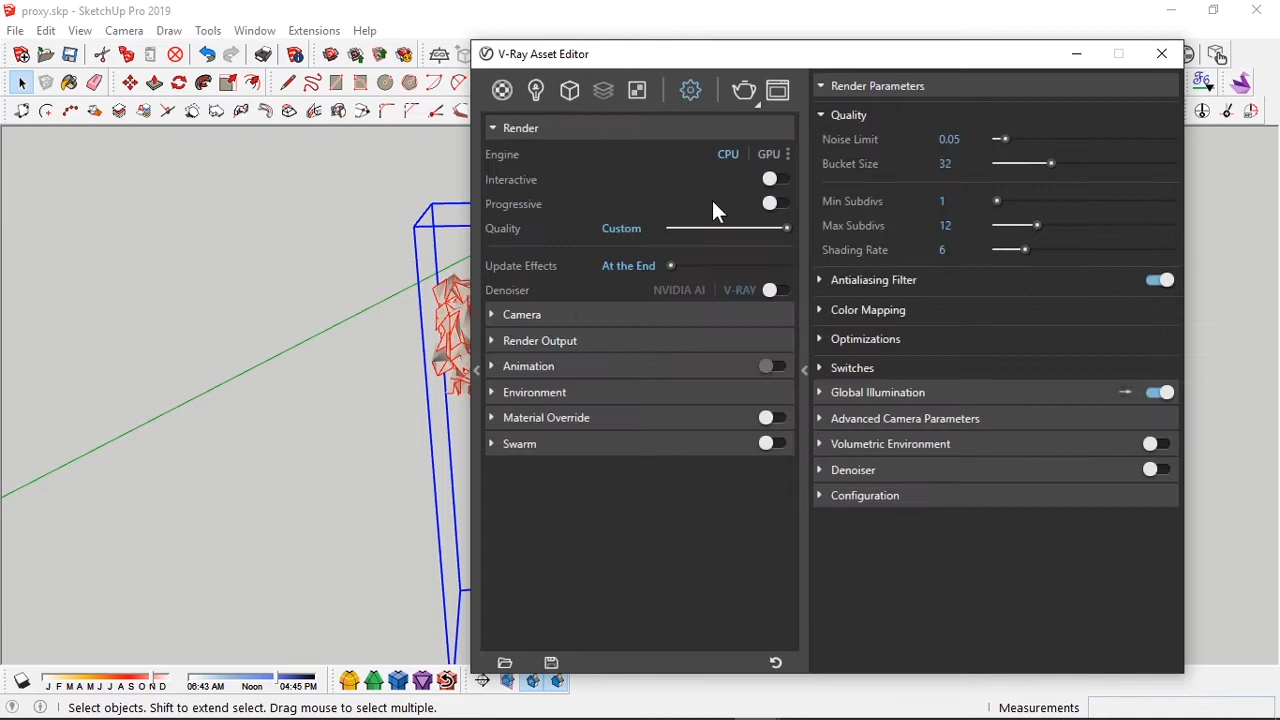 proxy.skp - SketchUp Pro 2019
File Edit View Camera Draw Tools Window Extensions Help
V-Ray Asset Editor
Render
Engine CPU GPU
Interactive
Progressive
Quality Custom
Update Effects At the End
Denoiser NVIDIA AI V-RAY
Camera
Render Output
Animation
Environment
Material Override
Swarm
Render Parameters
Quality
Noise Limit 0.05
Bucket Size 32
Min Subdivs 1
Max Subdivs 12
Shading Rate 6
Antialiasing Filter
Color Mapping
Optimizations
Switches
Global Illumination
Advanced Camera Parameters
Volumetric Environment
Denoiser
Configuration
J F M A M J J A S O N D
06:43 AM Noon 04:45 PM
Select objects. Shift to extend select. Drag mouse to select multiple.
Measurements